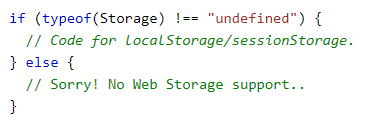 if (typeof(Storage) !== "undefined") {
  // Code for localStorage/sessionStorage.
} else {
  // Sorry! No Web Storage support..
}